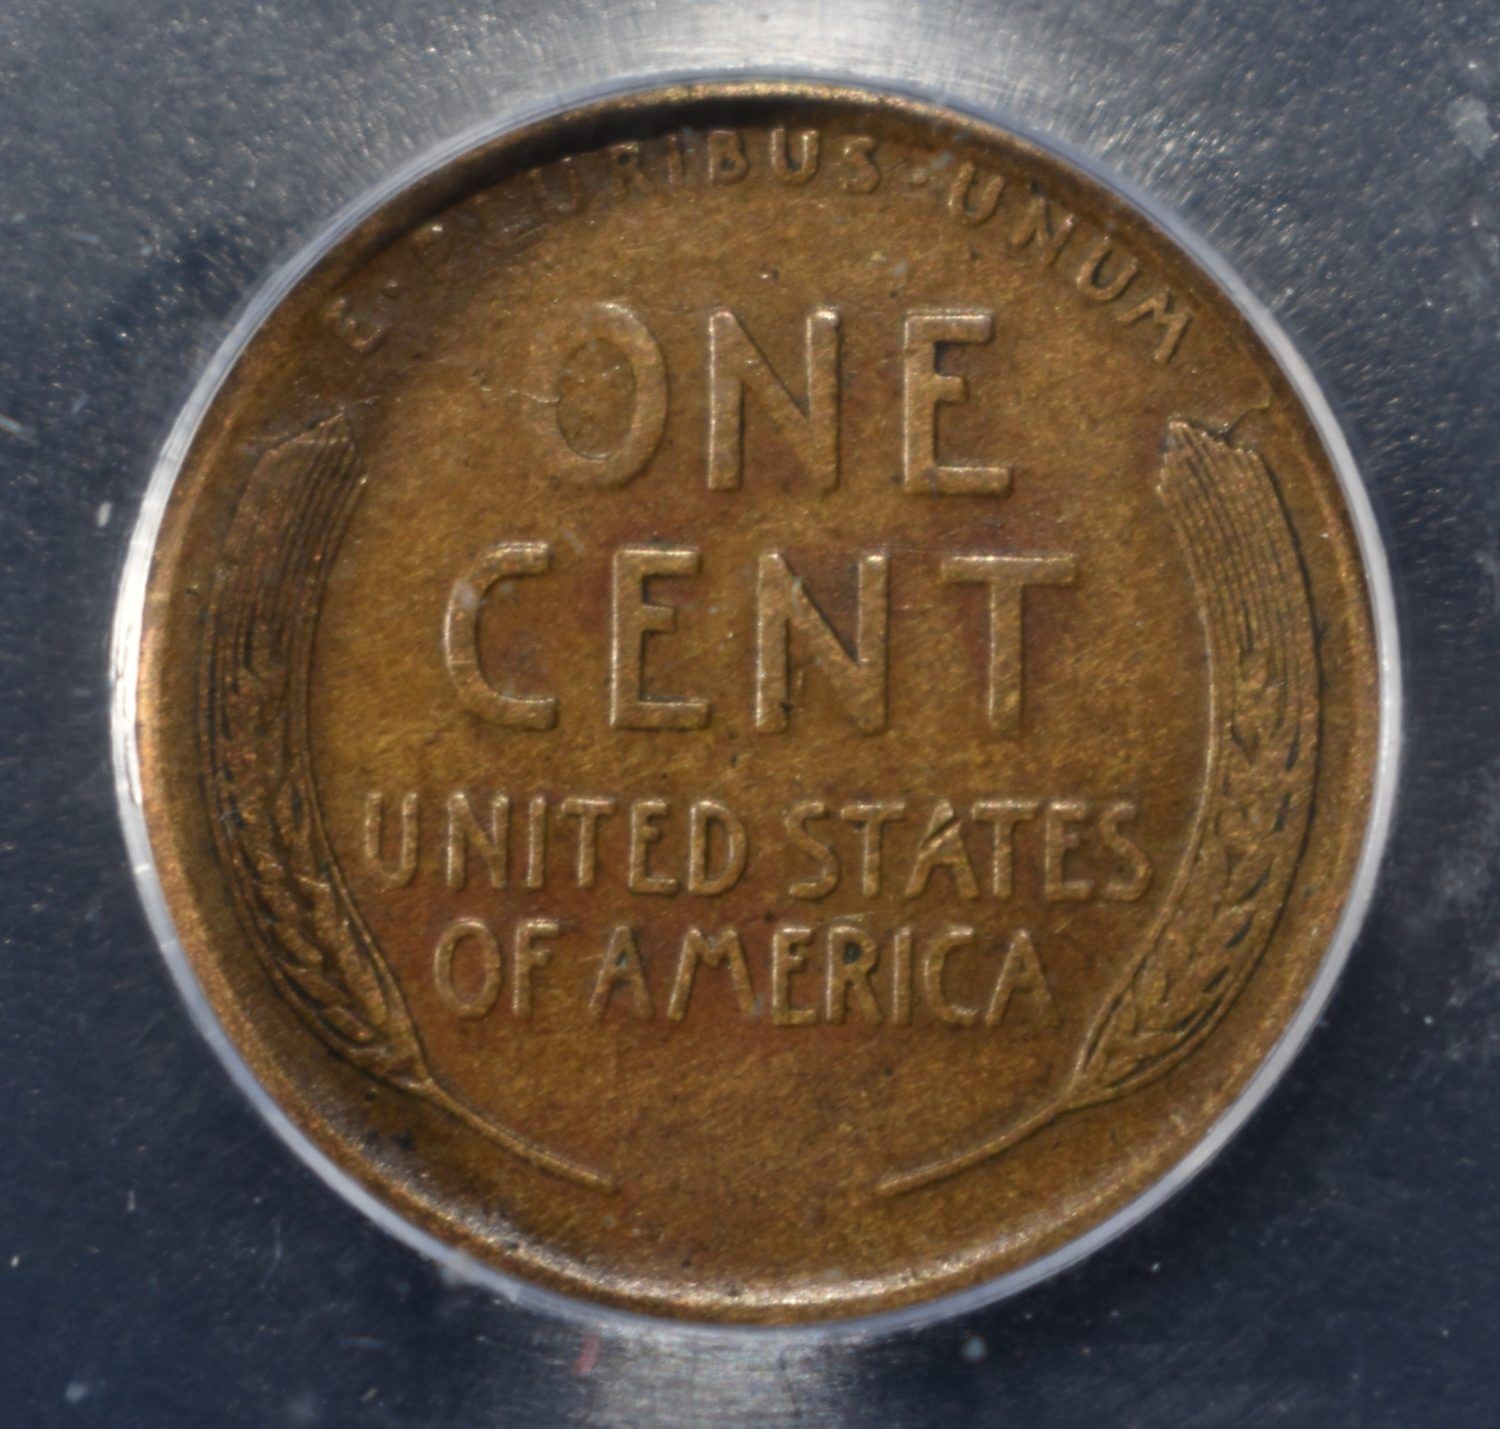 E·PLURIBUS·UNUM
ONE
CENT
UNITED STATES
OF AMERICA